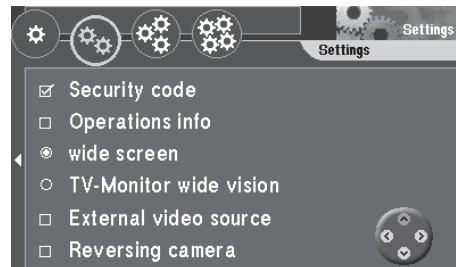 Settings
Settings
Security code
Operations info
wide screen
TV-Monitor wide vision
External video source
Reversing camera